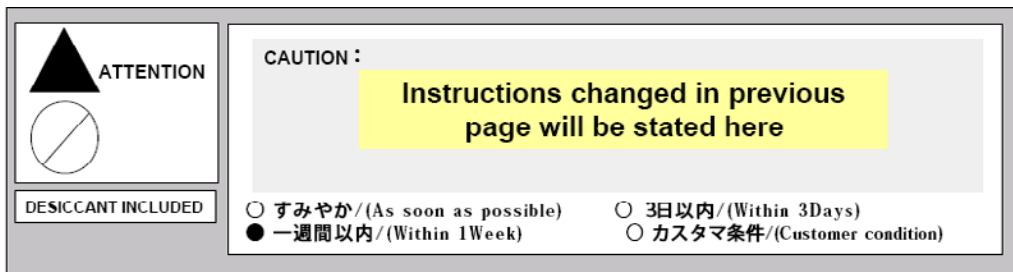 ATTENTION
DESICCANT INCLUDED
CAUTION：
Instructions changed in previous
page will be stated here
○ すみやか/(As soon as possible) ○ 3日以内/(Within 3Days)
● 一週間以内/(Within 1Week) ○ カスタマ条件/(Customer condition)